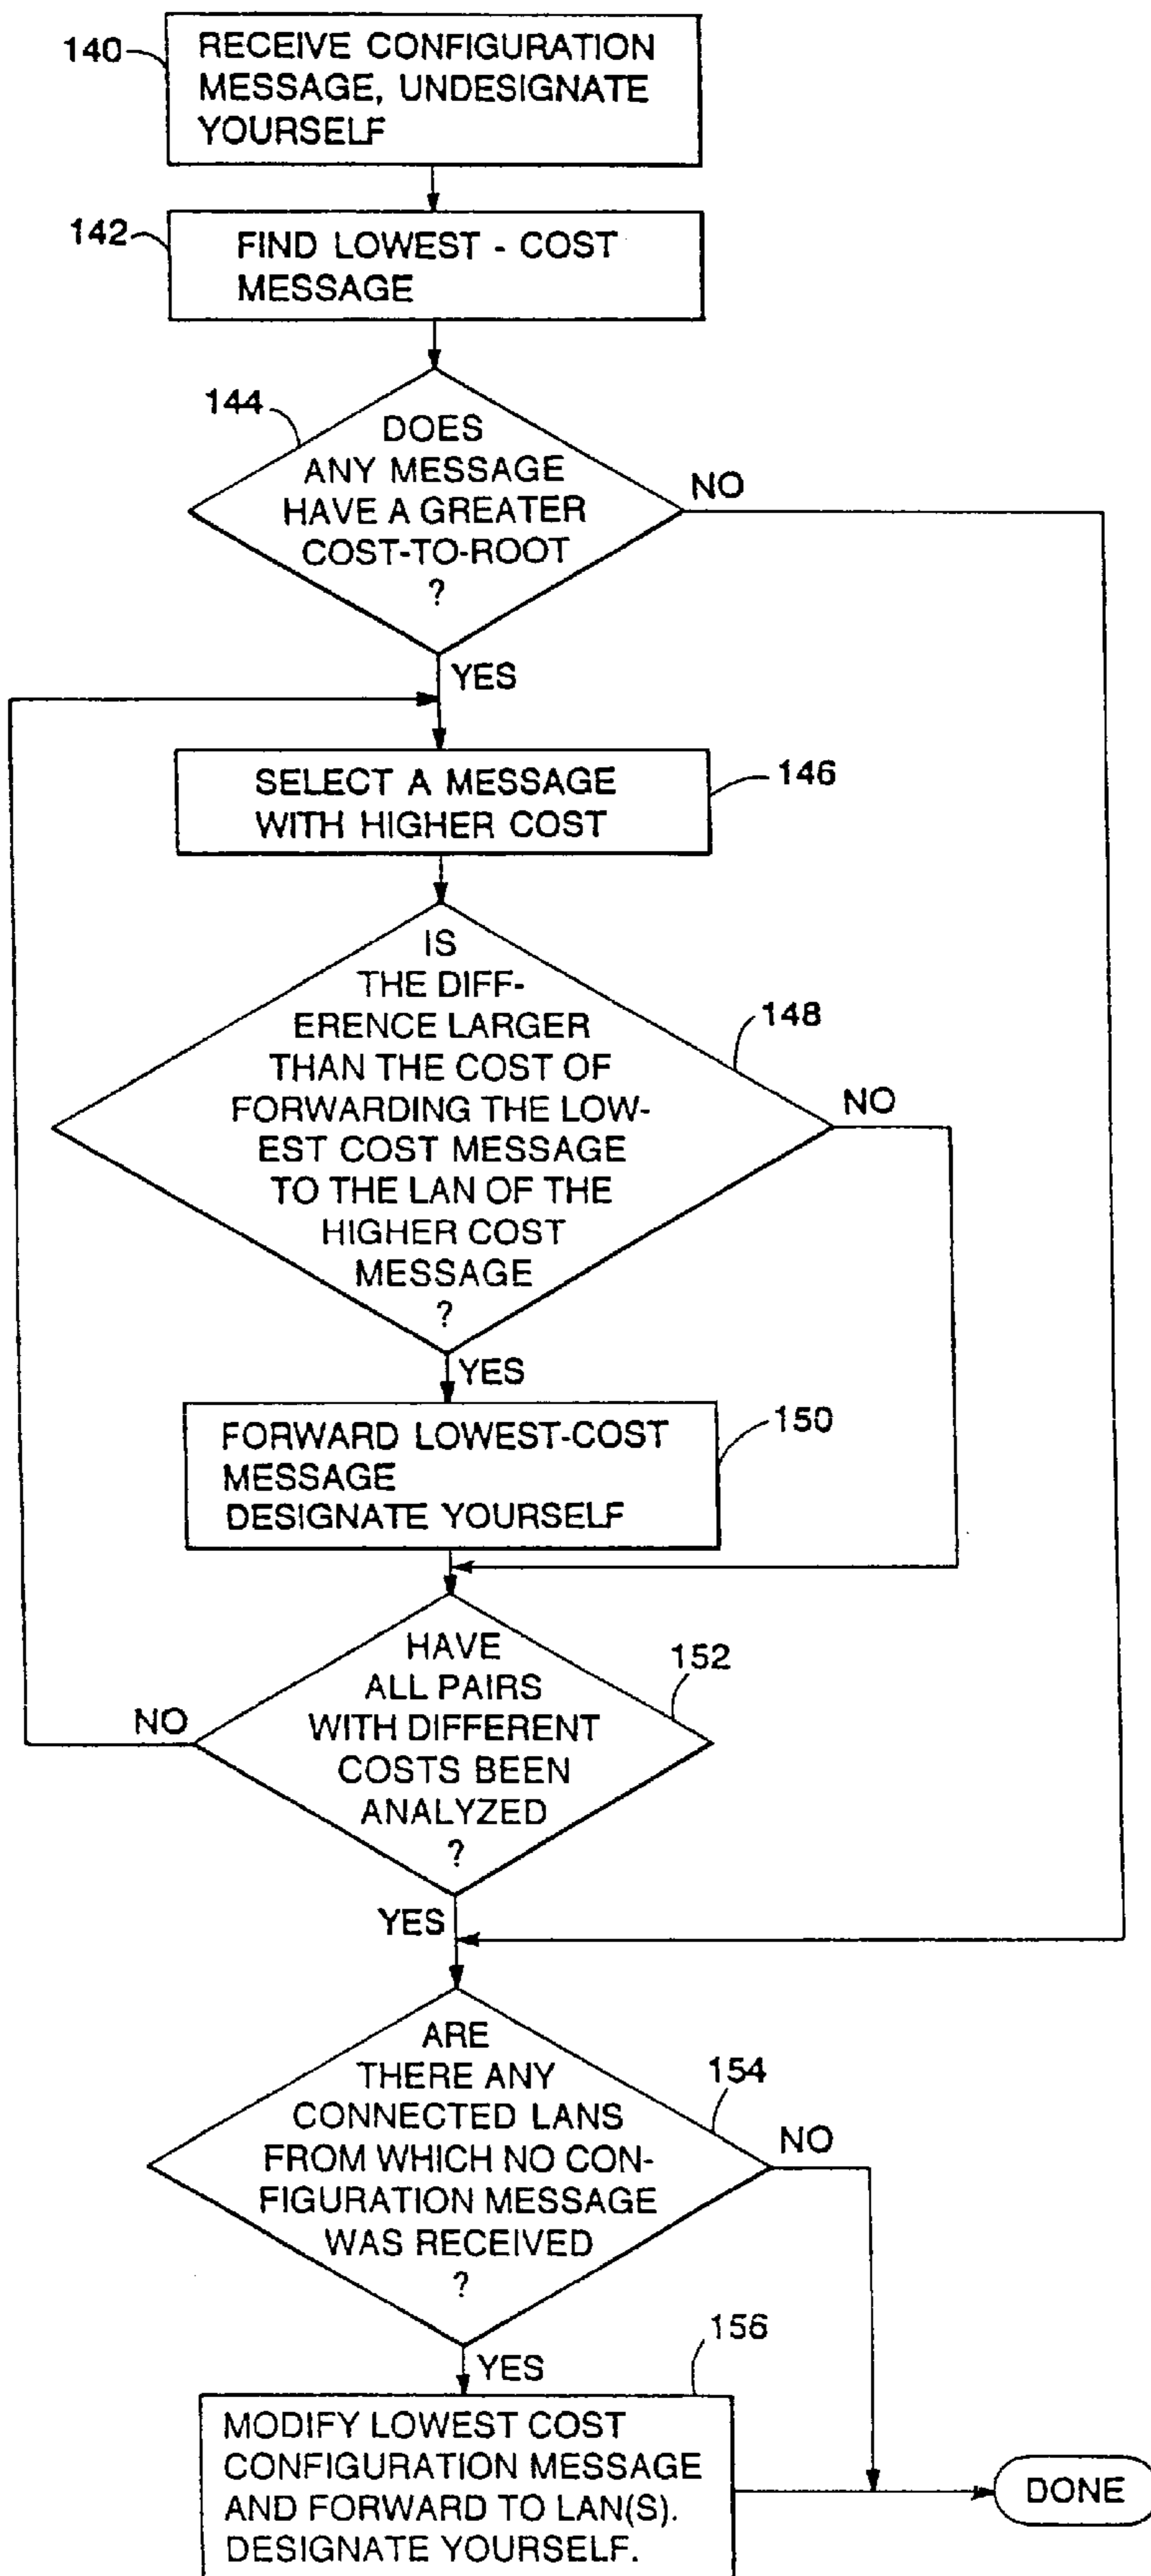 140
RECEIVE CONFIGURATION
MESSAGE, UNDESIGNATE
YOURSELF
142
FIND LOWEST - COST
MESSAGE
144
DOES
ANY MESSAGE
HAVE A GREATER
COST-TO-ROOT
?
NO
YES
SELECT A MESSAGE
WITH HIGHER COST
146
IS
THE DIFF-
ERENCE LARGER
THAN THE COST OF
FORWARDING THE LOW-
EST COST MESSAGE
TO THE LAN OF THE
HIGHER COST
MESSAGE
?
148
NO
YES
FORWARD LOWEST-COST
MESSAGE
DESIGNATE YOURSELF
150
HAVE
ALL PAIRS
WITH DIFFERENT
COSTS BEEN
ANALYZED
?
152
NO
YES
ARE
THERE ANY
CONNECTED LANS
FROM WHICH NO CON-
FIGURATION MESSAGE
WAS RECEIVED
?
154
NO
YES
156
MODIFY LOWEST COST
CONFIGURATION MESSAGE
AND FORWARD TO LAN(S).
DESIGNATE YOURSELF.
DONE